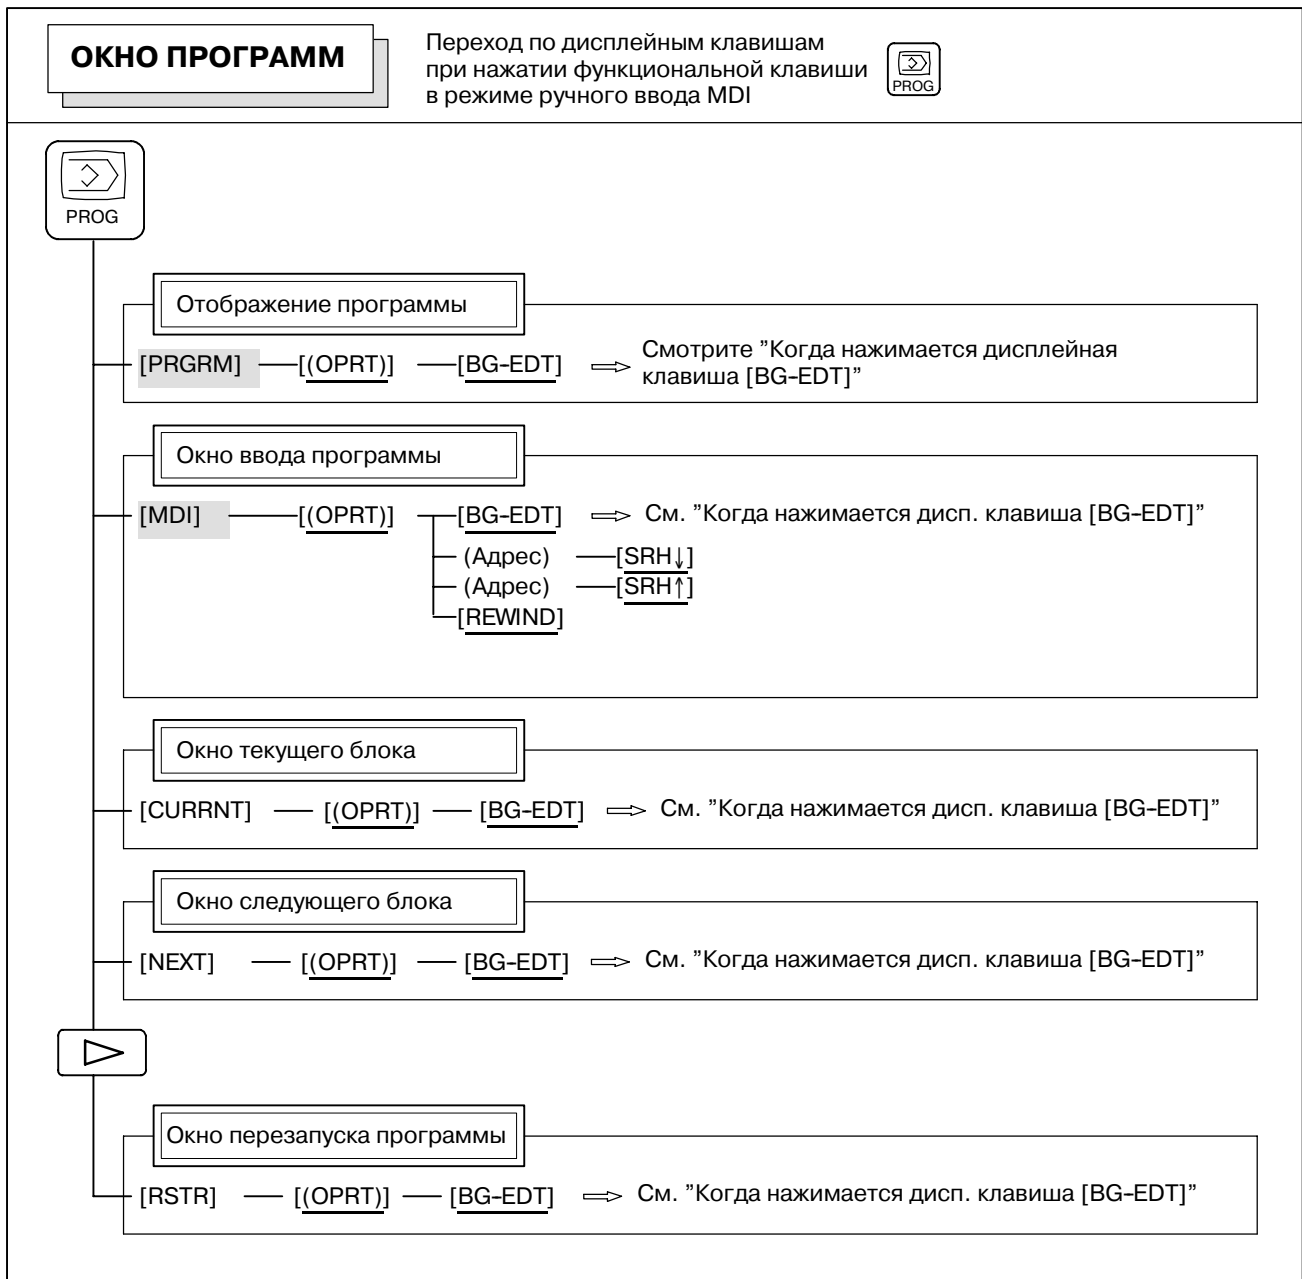 ОКНО ПРОГРАММ
Переход по дисплейным клавишам
при нажатии функциональной клавиши
в режиме ручного ввода MDI
PROG
PROG
Отображение программы
[PRGRM] [(OPRT)] [BG-EDT] ⇒ Смотрите ”Когда нажимается дисплейная
клавиша [BG-EDT]”
Окно ввода программы
[MDI] [(OPRT)] [BG-EDT] ⇒ См. ”Когда нажимается дисп. клавиша [BG-EDT]”
(Адрес) [SRH↓]
(Адрес) [SRH↑]
[REWIND]
Окно текущего блока
[CURRNT] [(OPRT)] [BG-EDT] ⇒ См. ”Когда нажимается дисп. клавиша [BG-EDT]”
Окно следующего блока
[NEXT] [(OPRT)] [BG-EDT] ⇒ См. ”Когда нажимается дисп. клавиша [BG-EDT]”
Окно перезапуска программы
[RSTR] [(OPRT)] [BG-EDT] ⇒ См. ”Когда нажимается дисп. клавиша [BG-EDT]”